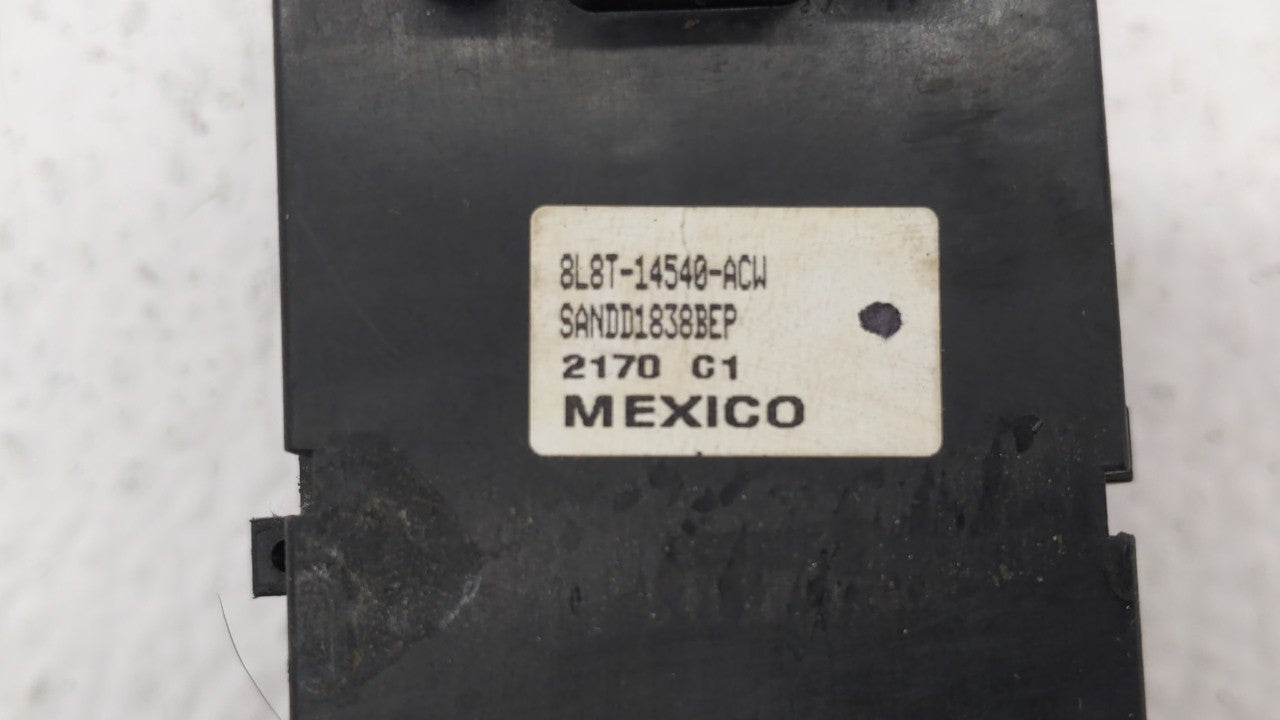 8L8T-14540-ACW
SANDD1838BEP
2170 C1
MEXICO